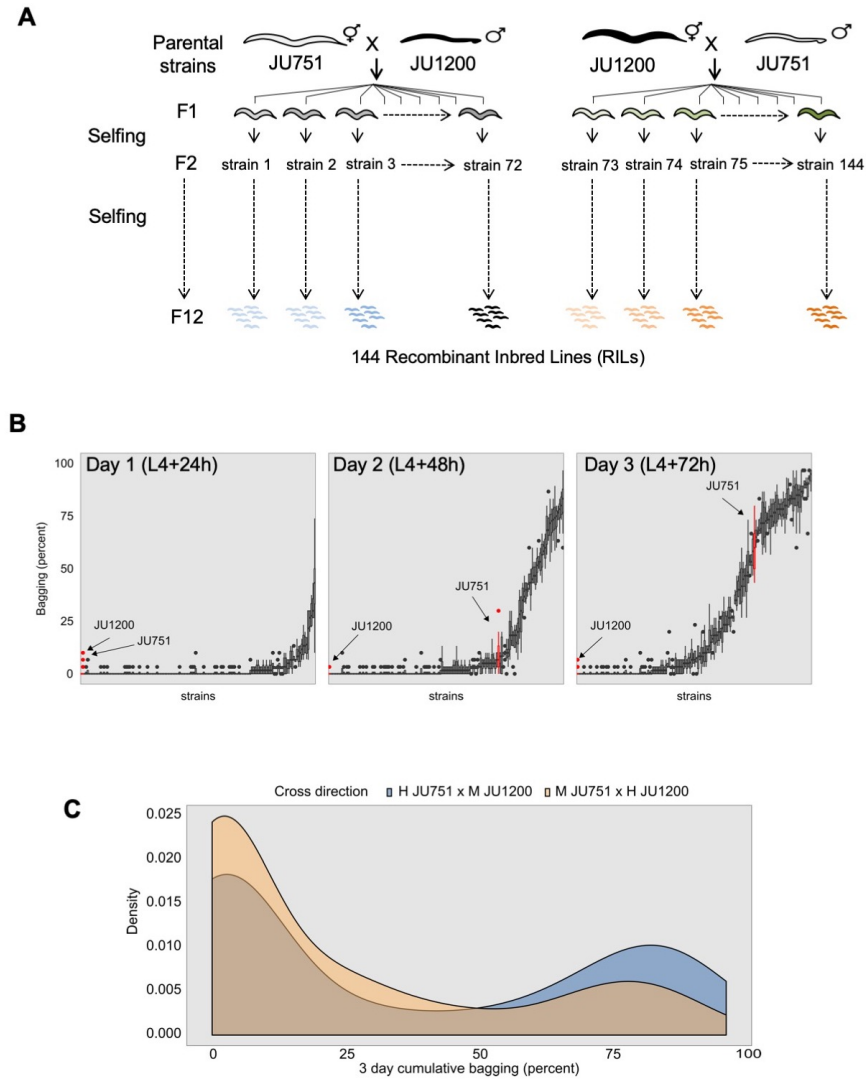 A
Parental
strains
JU751
⚥
X
JU1200
♂
JU1200
⚥
X
JU751
♂
F1
Selfing
F2
strain 1
strain 2
strain 3
strain 72
strain 73
strain 74
strain 75
strain 144
Selfing
F12
144 Recombinant Inbred Lines (RILs)
B
Bagging (percent)
100
75
50
25
0
Day 1 (L4+24h)
JU1200
JU751
strains
Day 2 (L4+48h)
JU751
JU1200
strains
Day 3 (L4+72h)
JU751
JU1200
strains
C
Cross direction H JU751 x M JU1200 M JU751 x H JU1200
Density
0.025
0.020
0.015
0.010
0.005
0.000
0 25 50 75 100
3 day cumulative bagging (percent)